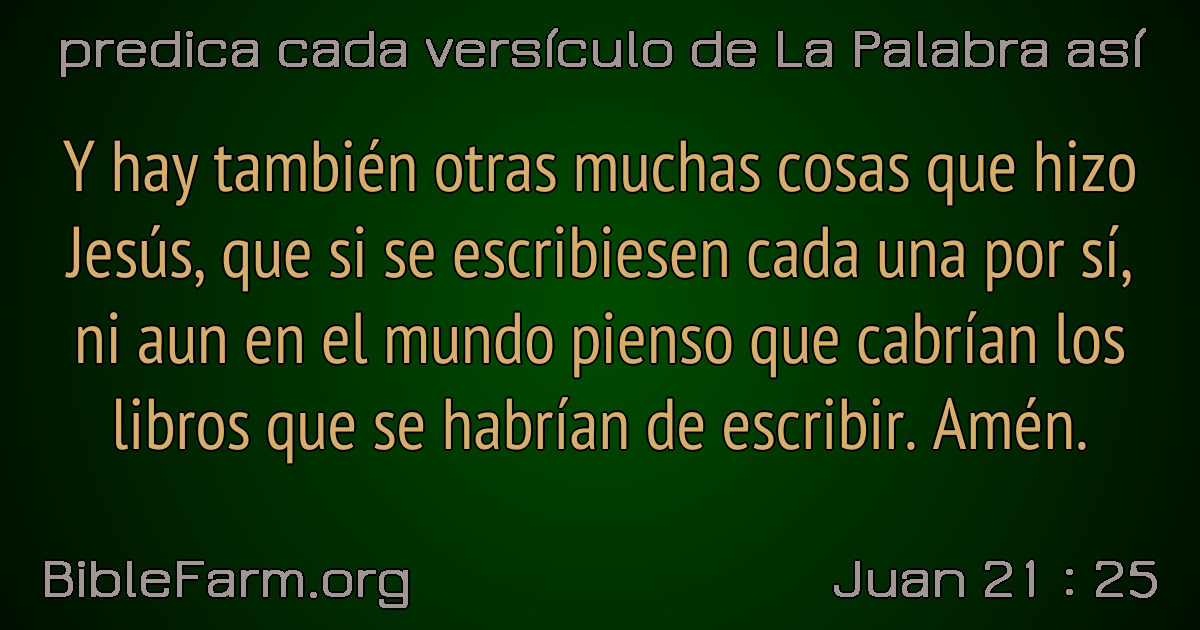 predica cada versículo de La Palabra así
Y hay también otras muchas cosas que hizo
Jesús, que si se escribiesen cada una por sí,
ni aun en el mundo pienso que cabrían los
libros que se habrían de escribir. Amén.
BibleFarm.org
Juan 21 : 25